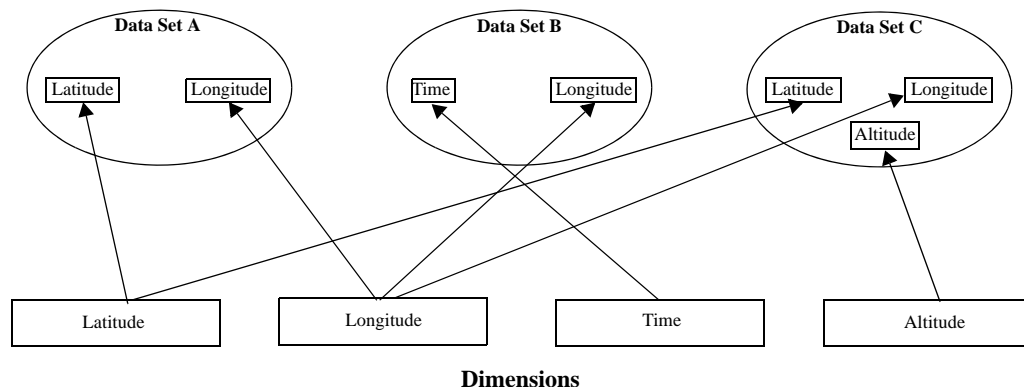 Data Set A
Data Set B
Data Set C
Latitude
Longitude
Time
Longitude
Latitude
Longitude
Altitude
Latitude
Longitude
Time
Altitude
Dimensions